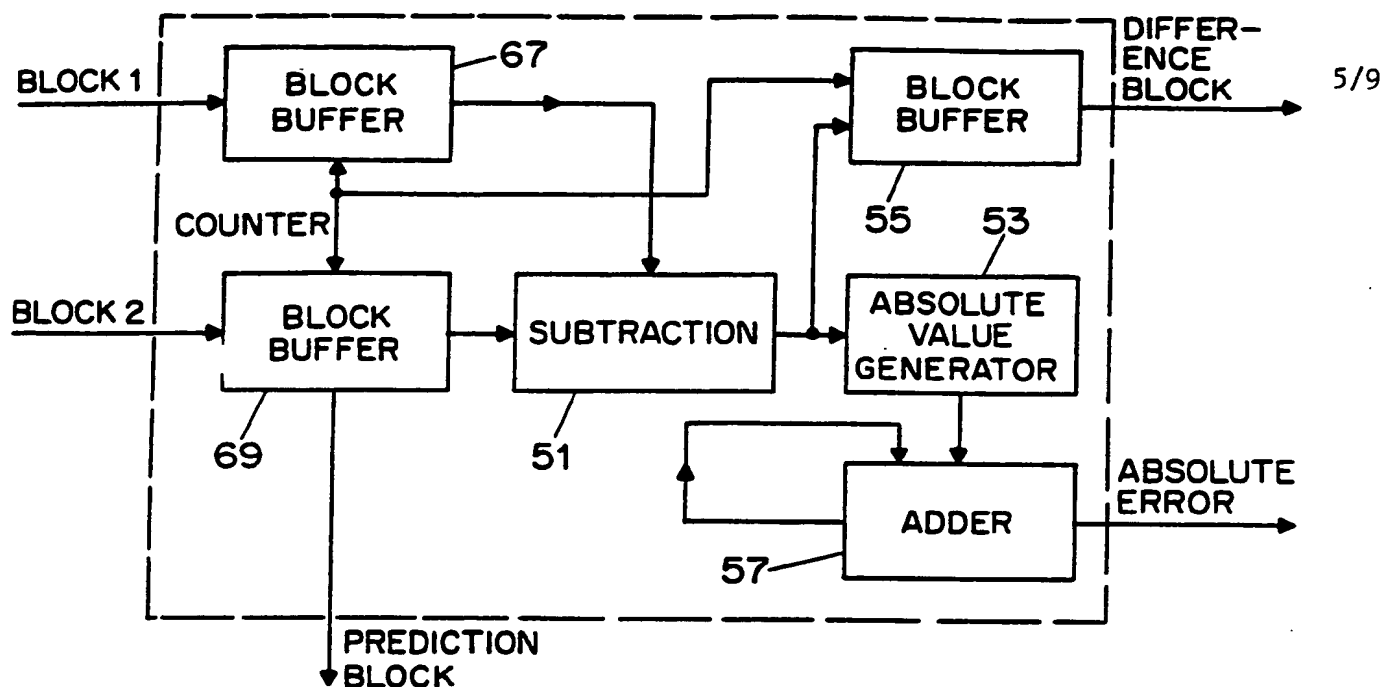 BLOCK 1
BLOCK
BUFFER
67
BLOCK
BUFFER
55
DIFFER-
ENCE
BLOCK
5/9
COUNTER
BLOCK 2
BLOCK
BUFFER
69
SUBTRACTION
51
53
ABSOLUTE
VALUE
GENERATOR
ADDER
57
ABSOLUTE
ERROR
PREDICTION
BLOCK